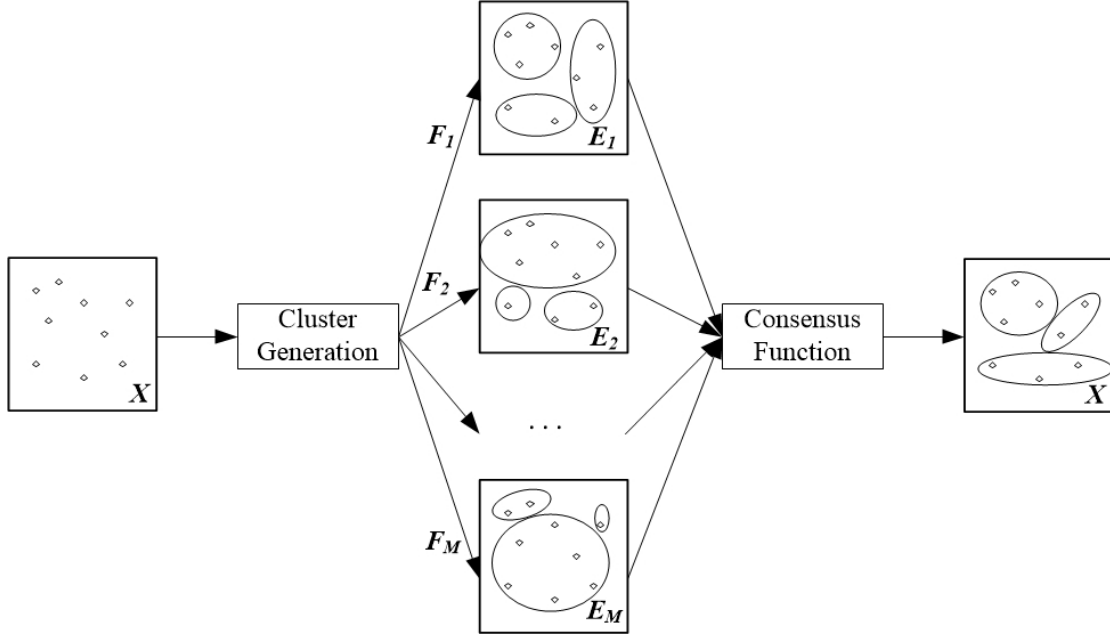 X
Cluster
Generation
F1
F2
FM
E1
E2
...
EM
Consensus
Function
X